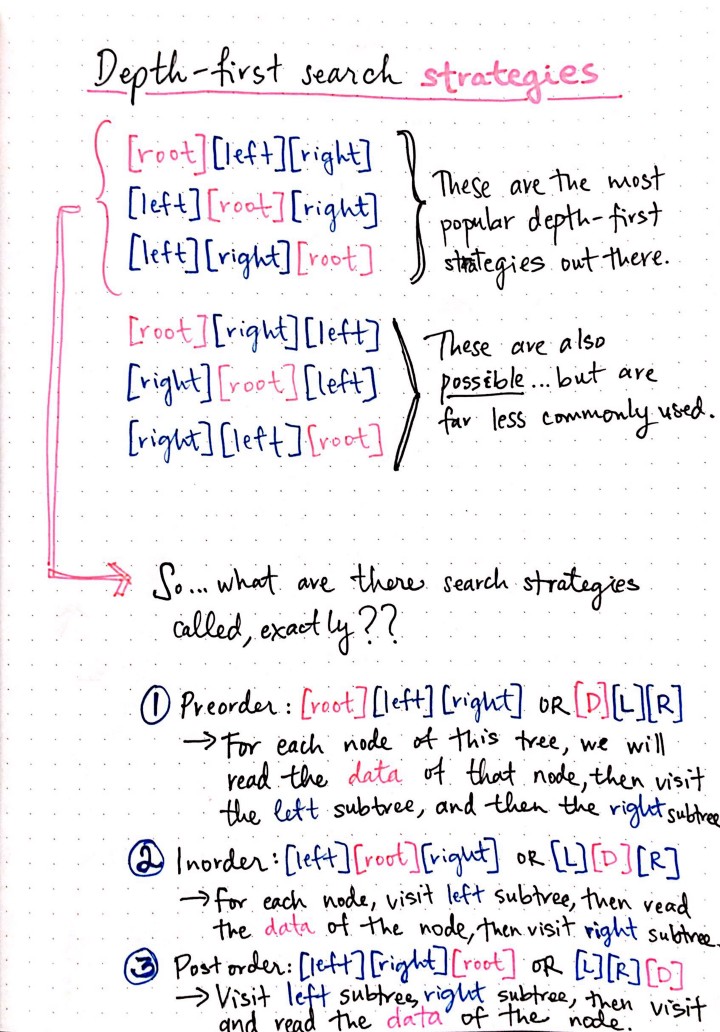 Depth-first search strategies
[root][left][right]
[left][root][right]
[left][right][root]
These are the most
popular depth-first
strategies out there.
[root][right][left]
[right][root][left]
[right][left][root]
These are also
possible...but are
far less commonly used.
So...what are there search strategies
called, exactly??
① Preorder: [root][left][right] OR [D][L][R]
→ For each node of this tree, we will
read the data of that node, then visit
the left subtree, and then the right subtree
② Inorder: [left][root][right] OR [L][D][R]
→ For each node, visit left subtree, then read
the data of the node, then visit right subtree.
③ Postorder: [left][right][root] OR [L][R][D]
→ Visit left subtree, right subtree, then visit
and read the data of the node.